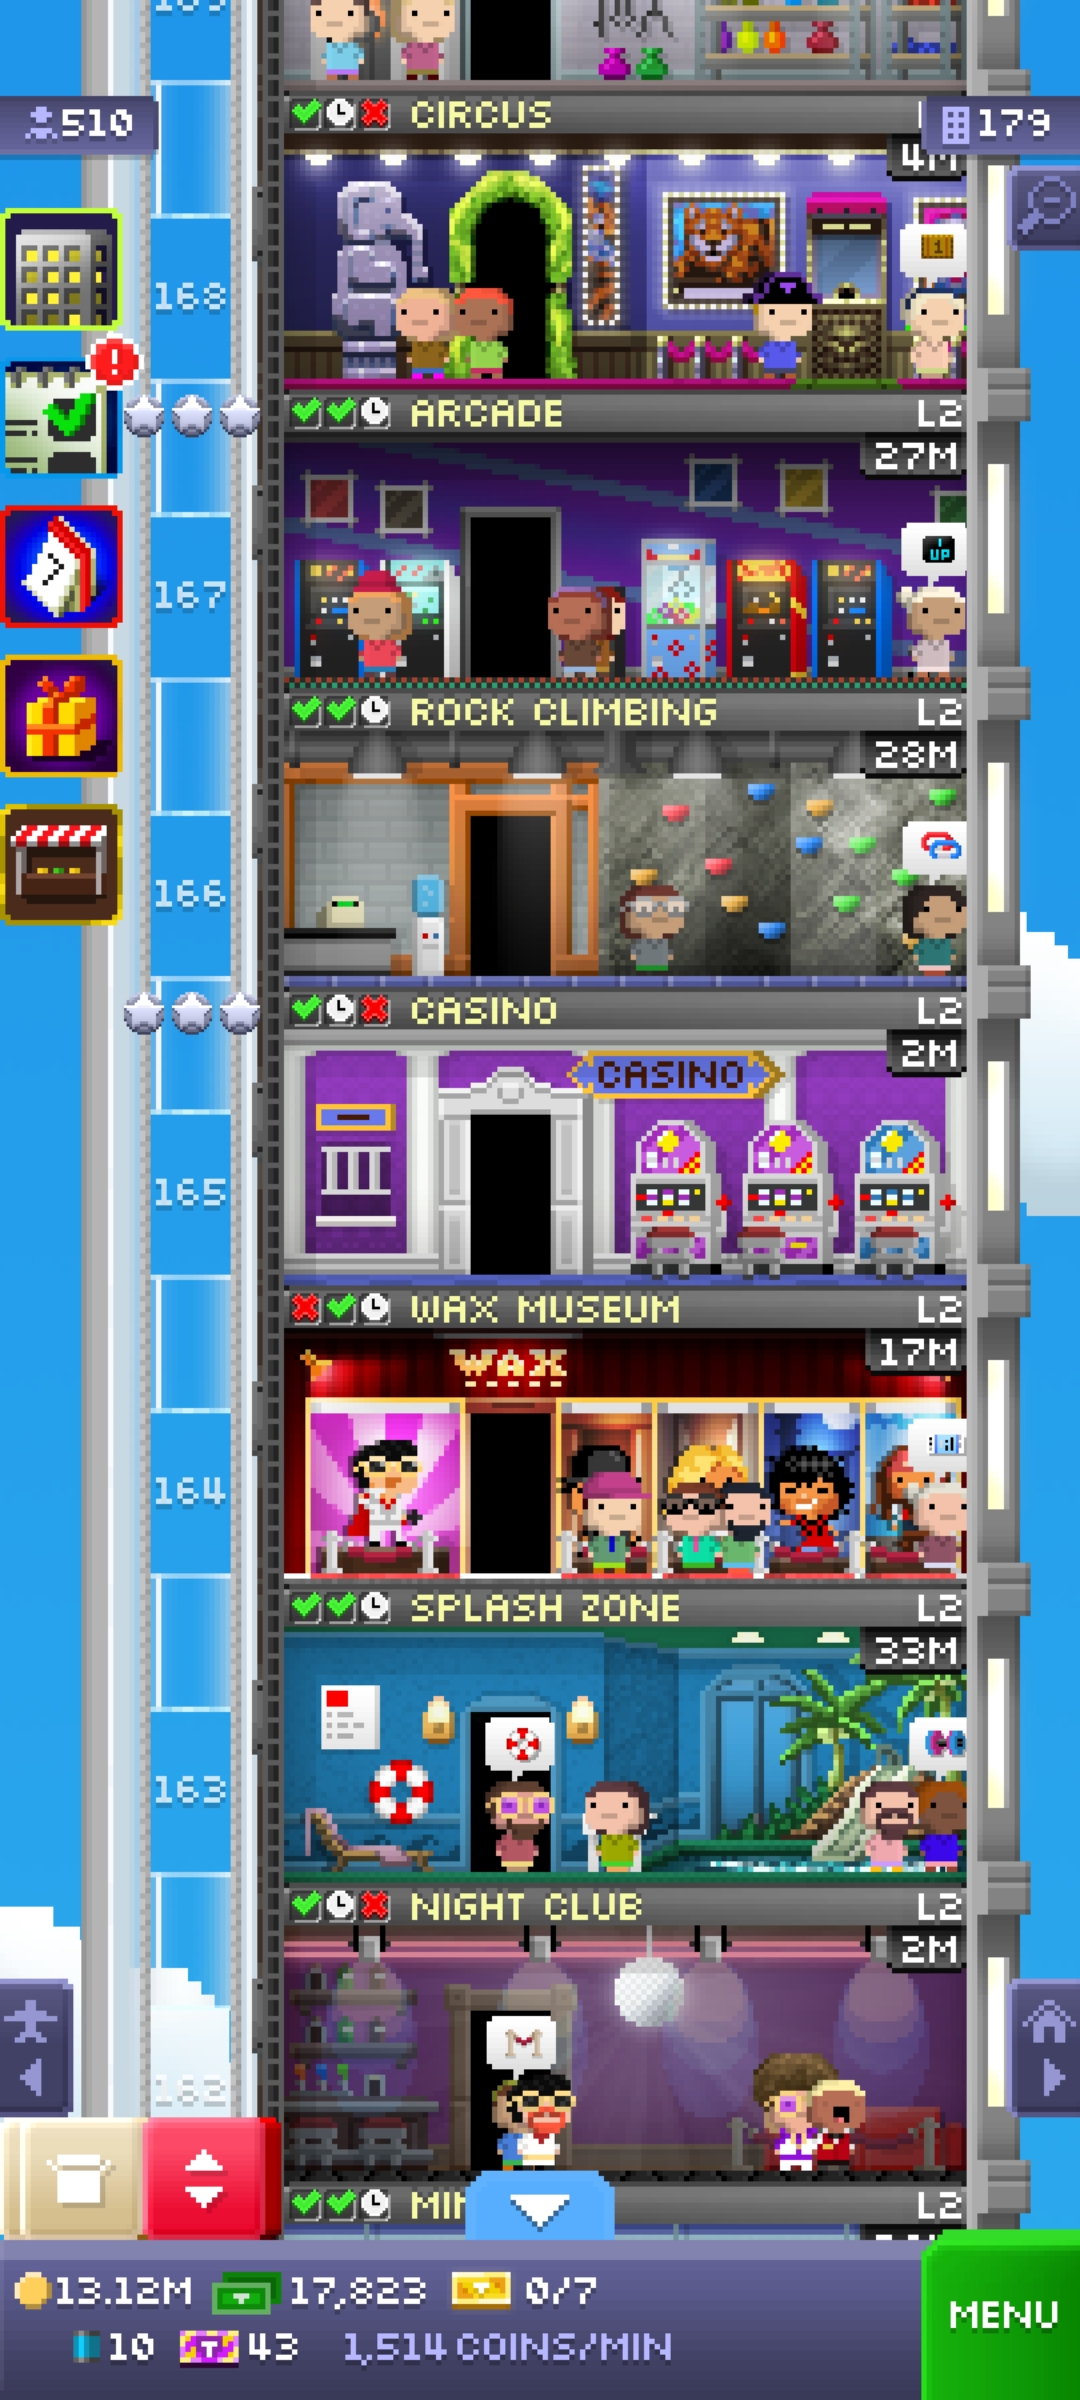 510
CIRCUS
179
4M
168
ARCADE L2
27M
UP
167
ROCK CLIMBING L2
28M
166
CASINO L2
2M
CASINO
165
WAX MUSEUM L2
17M
WAX
164
SPLASH ZONE L2
33M
163
NIGHT CLUB L2
2M
162
L2
13.12M 17,823 0/7
MENU
10 43 1,514 COINS/MIN